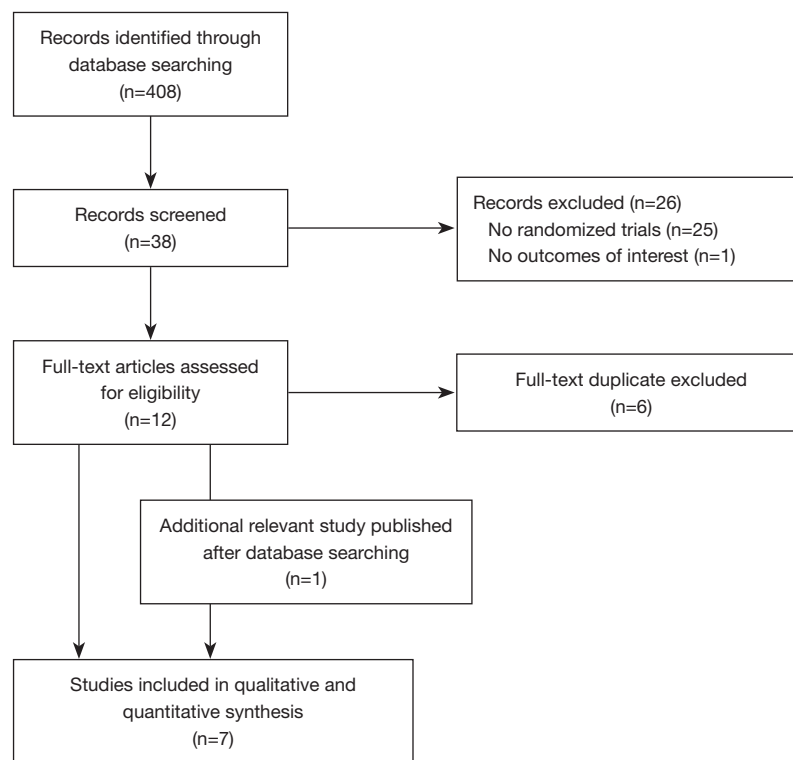 Records identified through
database searching
(n=408)
Records screened
(n=38)
Records excluded (n=26)
No randomized trials (n=25)
No outcomes of interest (n=1)
Full-text articles assessed
for eligibility
(n=12)
Full-text duplicate excluded
(n=6)
Additional relevant study published
after database searching
(n=1)
Studies included in qualitative and
quantitative synthesis
(n=7)